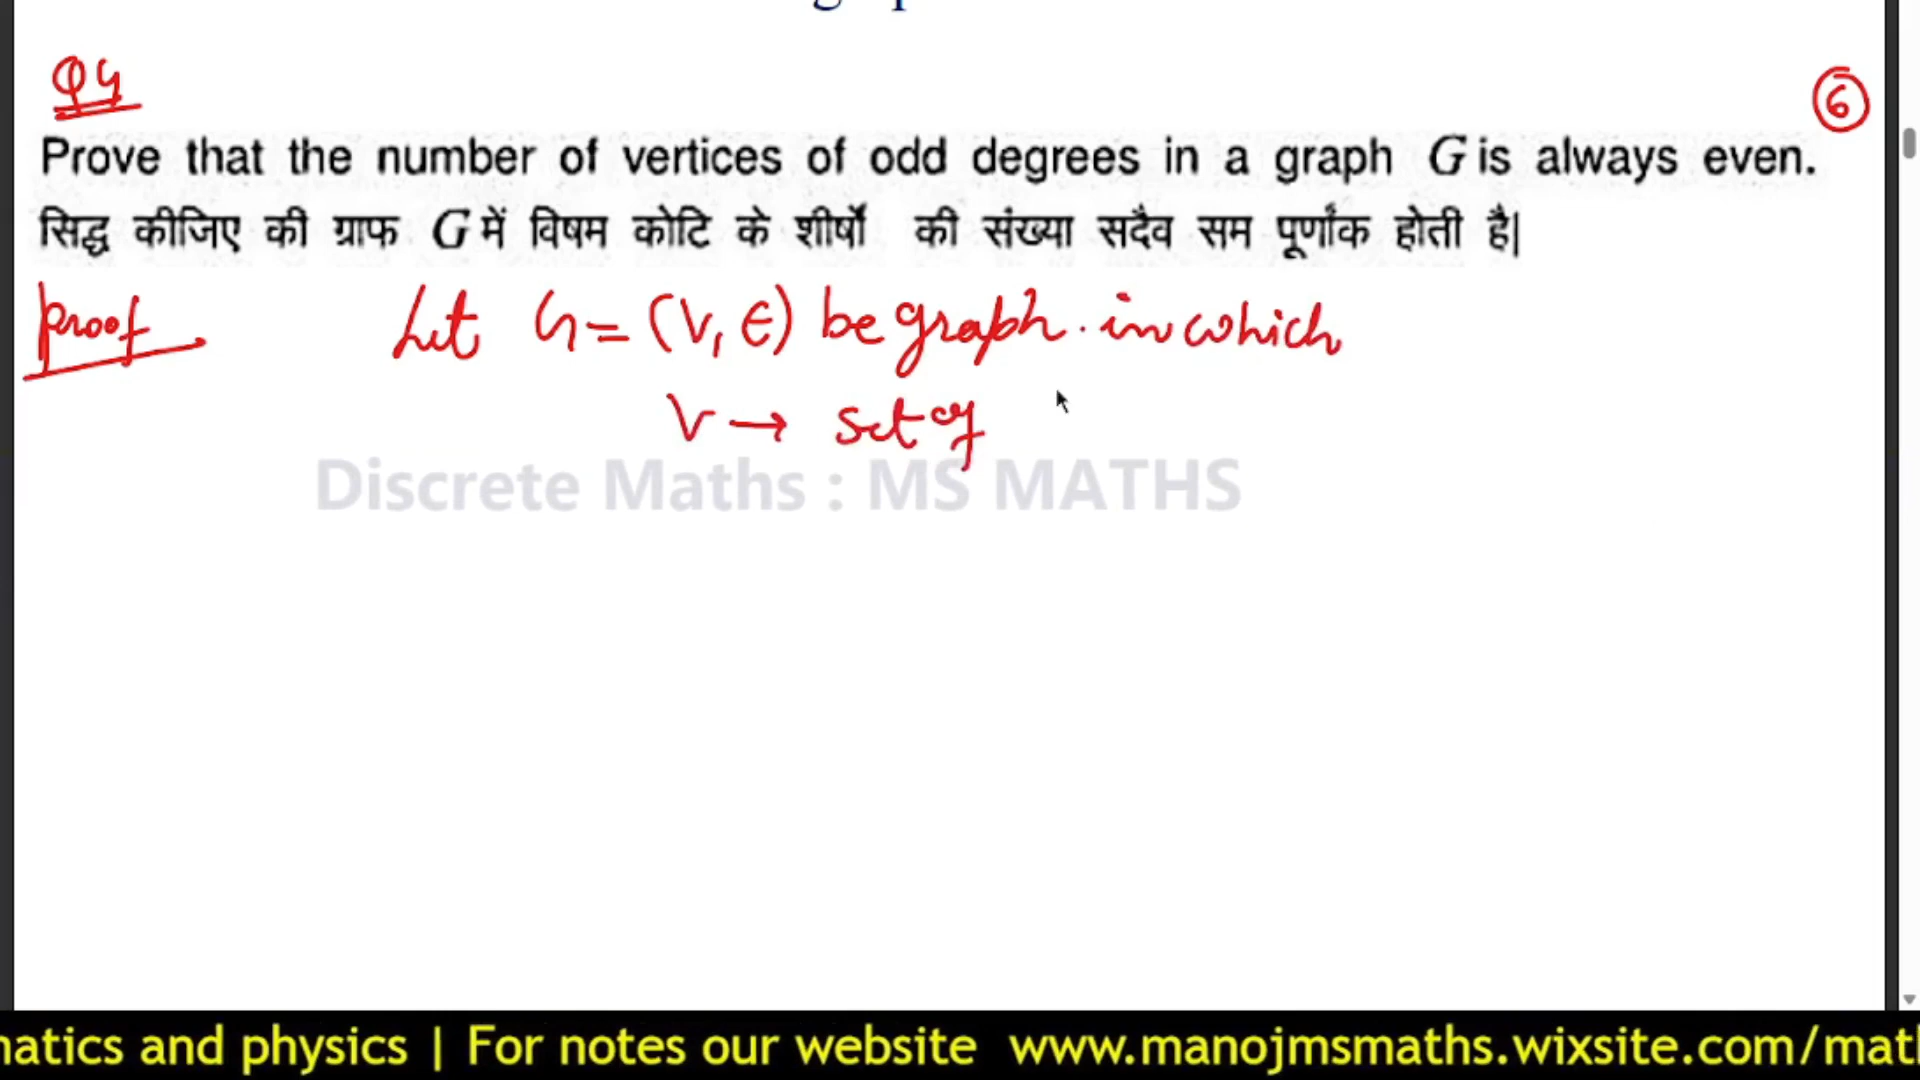 Q4
6
Prove that the number of vertices of odd degrees in a graph G is always even.
सिद्ध कीजिए की ग्राफ G में विषम कोटि के शीर्षों की संख्या सदैव सम पूर्णांक होती है|
Proof Let G = (V, E) be graph. in which
V → set of
Discrete Maths : MS MATHS
natics and physics | For notes our website www.manojmsmaths.wixsite.com/mat